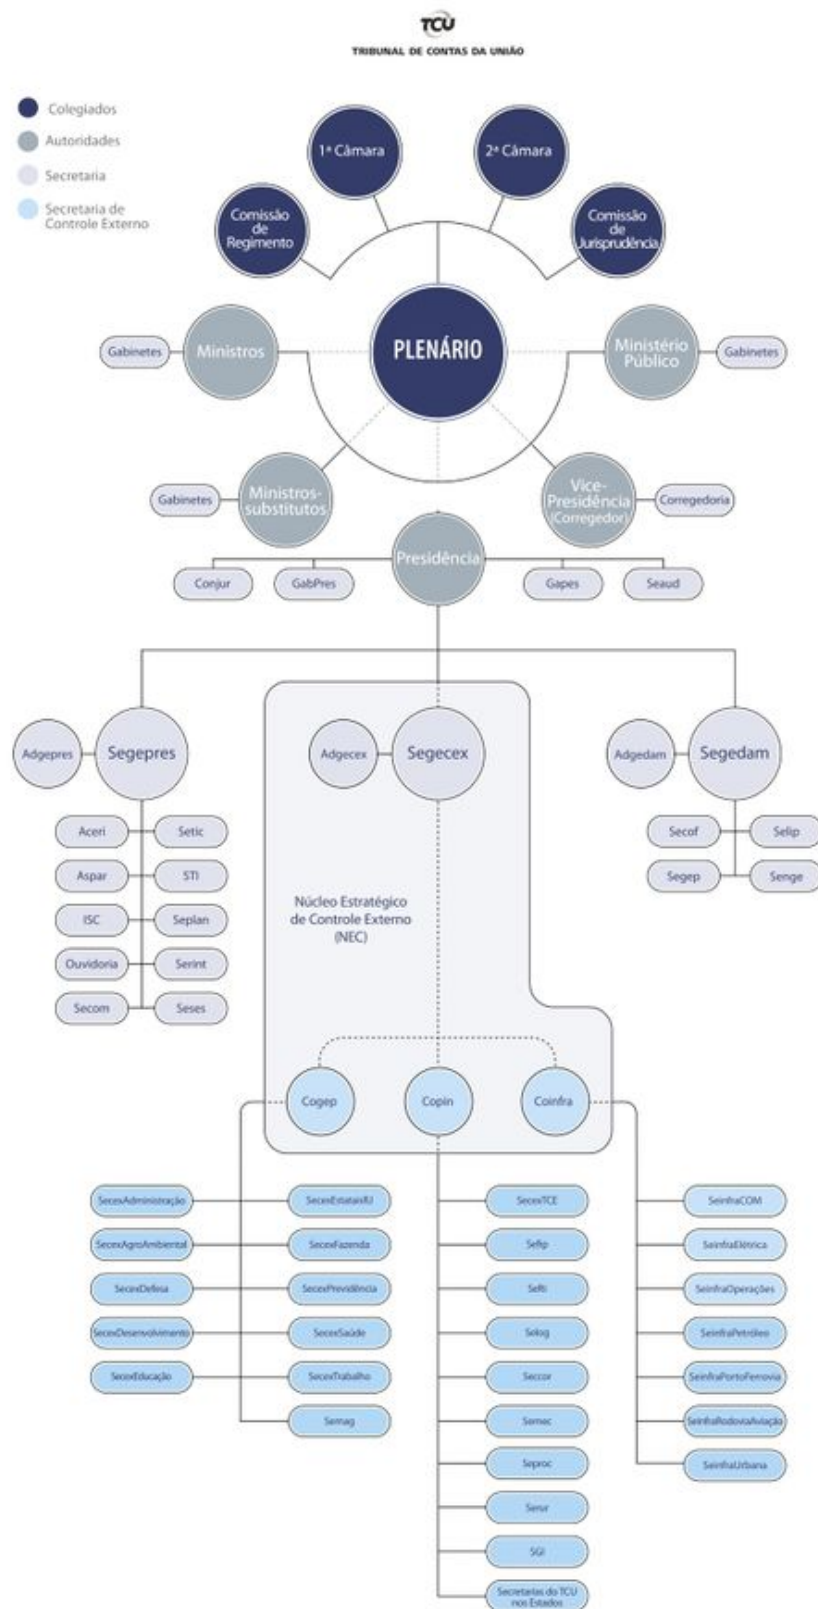 TCU
TRIBUNAL DE CONTAS DA UNIÃO
Colegiados
Autoridades
Secretaria
Secretaria de
Controle Externo
1ª Câmara
2ª Câmara
Comissão
de
Regimento
Comissão
de
Jurisprudência
PLENÁRIO
Gabinetes
Ministros
Ministério
Público
Gabinetes
Gabinetes
Ministros-
substitutos
Vice-
Presidência
(Corregedor)
Corregedoria
Presidência
Conjur
GabPres
Gapes
Seaud
Adgepres
Segepres
Adgecex
Segecex
Adgedam
Segedam
Aceri
Setic
Aspar
STI
ISC
Seplan
Ouvidoria
Serint
Secom
Seses
Secof
Selip
Segep
Senge
Núcleo Estratégico
de Controle Externo
(NEC)
Cogep
Copin
Coinfra
SecexAdministração
SecexEstataisRJ
SecexAgroAmbiental
SecexFazenda
SecexDefesa
SecexPrevidência
SecexDesenvolvimento
SecexSaúde
SecexEducação
SecexTrabalho
Semag
SecexTCE
Sefip
Sefti
Selog
Seccor
Semec
Seproc
Serur
SGI
Secretarias do TCU
nos Estados
SeinfraCOM
SeinfraElétrica
SeinfraOperações
SeinfraPetróleo
SeinfraPortoFerrovia
SeinfraRodoviaAviação
SeinfraUrbana